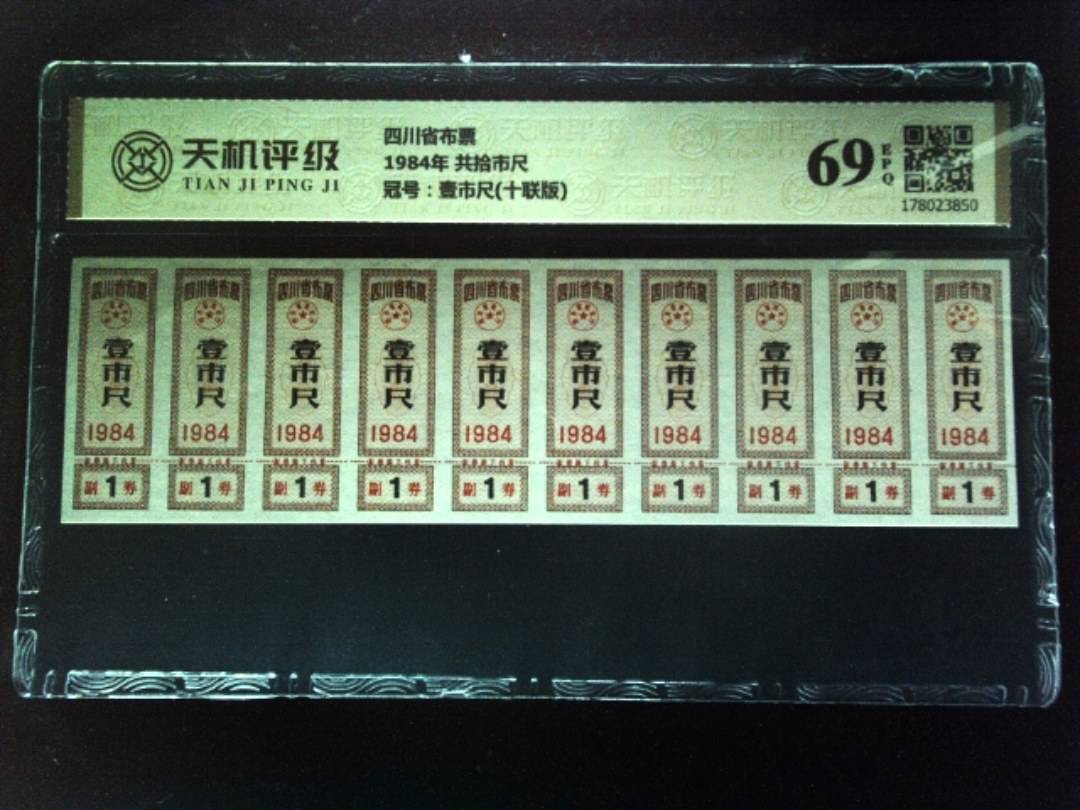 天机评级
TIAN JI PING JI
四川省布票
1984年 共拾市尺
冠号：壹市尺(十联版)
69
EPQ
178023850
四川省布票 四川省布票 四川省布票 四川省布票 四川省布票 四川省布票 四川省布票 四川省布票 四川省布票 四川省布票
壹市尺 壹市尺 壹市尺 壹市尺 壹市尺 壹市尺 壹市尺 壹市尺 壹市尺 壹市尺
1984 1984 1984 1984 1984 1984 1984 1984 1984 1984
副1券 副1券 副1券 副1券 副1券 副1券 副1券 副1券 副1券 副1券